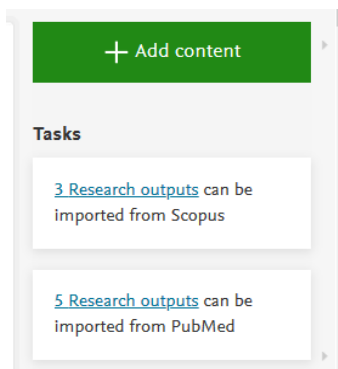 + Add content
Tasks
3 Research outputs can be
imported from Scopus
5 Research outputs can be
imported from PubMed